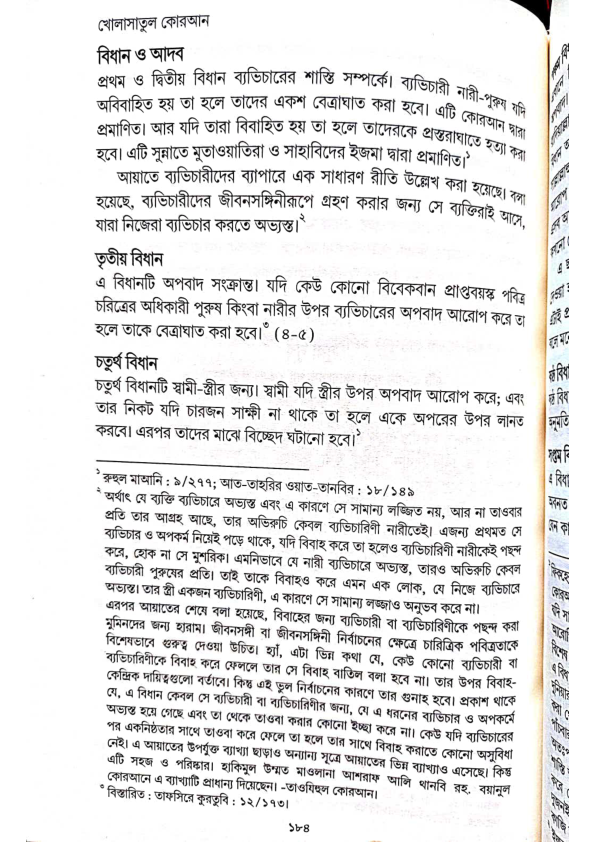 খোলাসাতুল কোরআন
বিধান ও আদব
প্রথম ও দ্বিতীয় বিধান ব্যভিচারের শাস্তি সম্পর্কে। ব্যভিচারী নারী-পুরুষ যদি
অবিবাহিত হয় তা হলে তাদের একশ বেত্রাঘাত করা হবে। এটি কোরআন দ্বারা
প্রমাণিত। আর যদি তারা বিবাহিত হয় তা হলে তাদেরকে প্রস্তরাঘাতে হত্যা করা
হবে। এটি সুন্নাতে মুতাওয়াতিরা ও সাহাবিদের ইজমা দ্বারা প্রমাণিত।১
আয়াতে ব্যভিচারীদের ব্যাপারে এক সাধারণ রীতি উল্লেখ করা হয়েছে। বলা
হয়েছে, ব্যভিচারীদের জীবনসঙ্গিনীরূপে গ্রহণ করার জন্য সে ব্যক্তিরাই আসে,
যারা নিজেরা ব্যভিচার করতে অভ্যস্ত।২
তৃতীয় বিধান
এ বিধানটি অপবাদ সংক্রান্ত। যদি কেউ কোনো বিবেকবান প্রাপ্তবয়স্ক পবিত্র
চরিত্রের অধিকারী পুরুষ কিংবা নারীর উপর ব্যভিচারের অপবাদ আরোপ করে তা
হলে তাকে বেত্রাঘাত করা হবে।৩ (৪-৫)
চতুর্থ বিধান
চতুর্থ বিধানটি স্বামী-স্ত্রীর জন্য। স্বামী যদি স্ত্রীর উপর অপবাদ আরোপ করে; এবং
তার নিকট যদি চারজন সাক্ষী না থাকে তা হলে একে অপরের উপর লানত
করবে। এরপর তাদের মাঝে বিচ্ছেদ ঘটানো হবে।১
১ রুহুল মাআনি : ৯/২৭৭; আত-তাহরির ওয়াত-তানবির : ১৮/১৪৯
২ অর্থাৎ যে ব্যক্তি ব্যভিচারে অভ্যস্ত এবং এ কারণে সে সামান্য লজ্জিত নয়, আর না তাওবার
প্রতি তার আগ্রহ আছে, তার অভিরুচি কেবল ব্যভিচারিণী নারীতেই। এজন্য প্রথমত সে
ব্যভিচার ও অপকর্ম নিয়েই পড়ে থাকে, যদি বিবাহ করে তা হলেও ব্যভিচারিণী নারীকেই পছন্দ
করে, হোক না সে মুশরিক। এমনিভাবে যে নারী ব্যভিচারে অভ্যস্ত, তারও অভিরুচি কেবল
ব্যভিচারী পুরুষের প্রতি। তাই তাকে বিবাহও করে এমন এক লোক, যে নিজে ব্যভিচারে
অভ্যস্ত। তার স্ত্রী একজন ব্যভিচারিণী, এ কারণে সে সামান্য লজ্জাও অনুভব করে না।
এরপর আয়াতের শেষে বলা হয়েছে, বিবাহের জন্য ব্যভিচারী বা ব্যভিচারিণীকে পছন্দ করা
মুমিনদের জন্য হারাম। জীবনসঙ্গী বা জীবনসঙ্গিনী নির্বাচনের ক্ষেত্রে চারিত্রিক পবিত্রতাকে
বিশেষভাবে গুরুত্ব দেওয়া উচিত। হ্যাঁ, এটা ভিন্ন কথা যে, কেউ কোনো ব্যভিচারী বা
ব্যভিচারিণীকে বিবাহ করে ফেললে তার সে বিবাহ বাতিল বলা হবে না। তার উপর বিবাহ-
কেন্দ্রিক দায়িত্বগুলো বর্তাবে। কিন্তু এই ভুল নির্বাচনের কারণে তার গুনাহ হবে। প্রকাশ থাকে
যে, এ বিধান কেবল সে ব্যভিচারী বা ব্যভিচারিণীর জন্য, যে এ ধরনের ব্যভিচার ও অপকর্মে
অভ্যস্ত হয়ে গেছে এবং তা থেকে তাওবা করার কোনো ইচ্ছা করে না। কেউ যদি ব্যভিচারের
পর একনিষ্ঠতার সাথে তাওবা করে ফেলে তা হলে তার সাথে বিবাহ করাতে কোনো অসুবিধা
নেই। এ আয়াতের উপর্যুক্ত ব্যাখ্যা ছাড়াও অন্যান্য সূত্রে আয়াতের ভিন্ন ব্যাখ্যাও এসেছে। কিন্তু
এটি সহজ ও পরিষ্কার। হাকিমুল উম্মত মাওলানা আশরাফ আলি থানবি রহ. বয়ানুল
কোরআনে এ ব্যাখ্যাটি প্রাধান্য দিয়েছেন। -তাওযিহুল কোরআন।
৩ বিস্তারিত : তাফসিরে কুরতুবি : ১২/১৭৩।
১৮৪